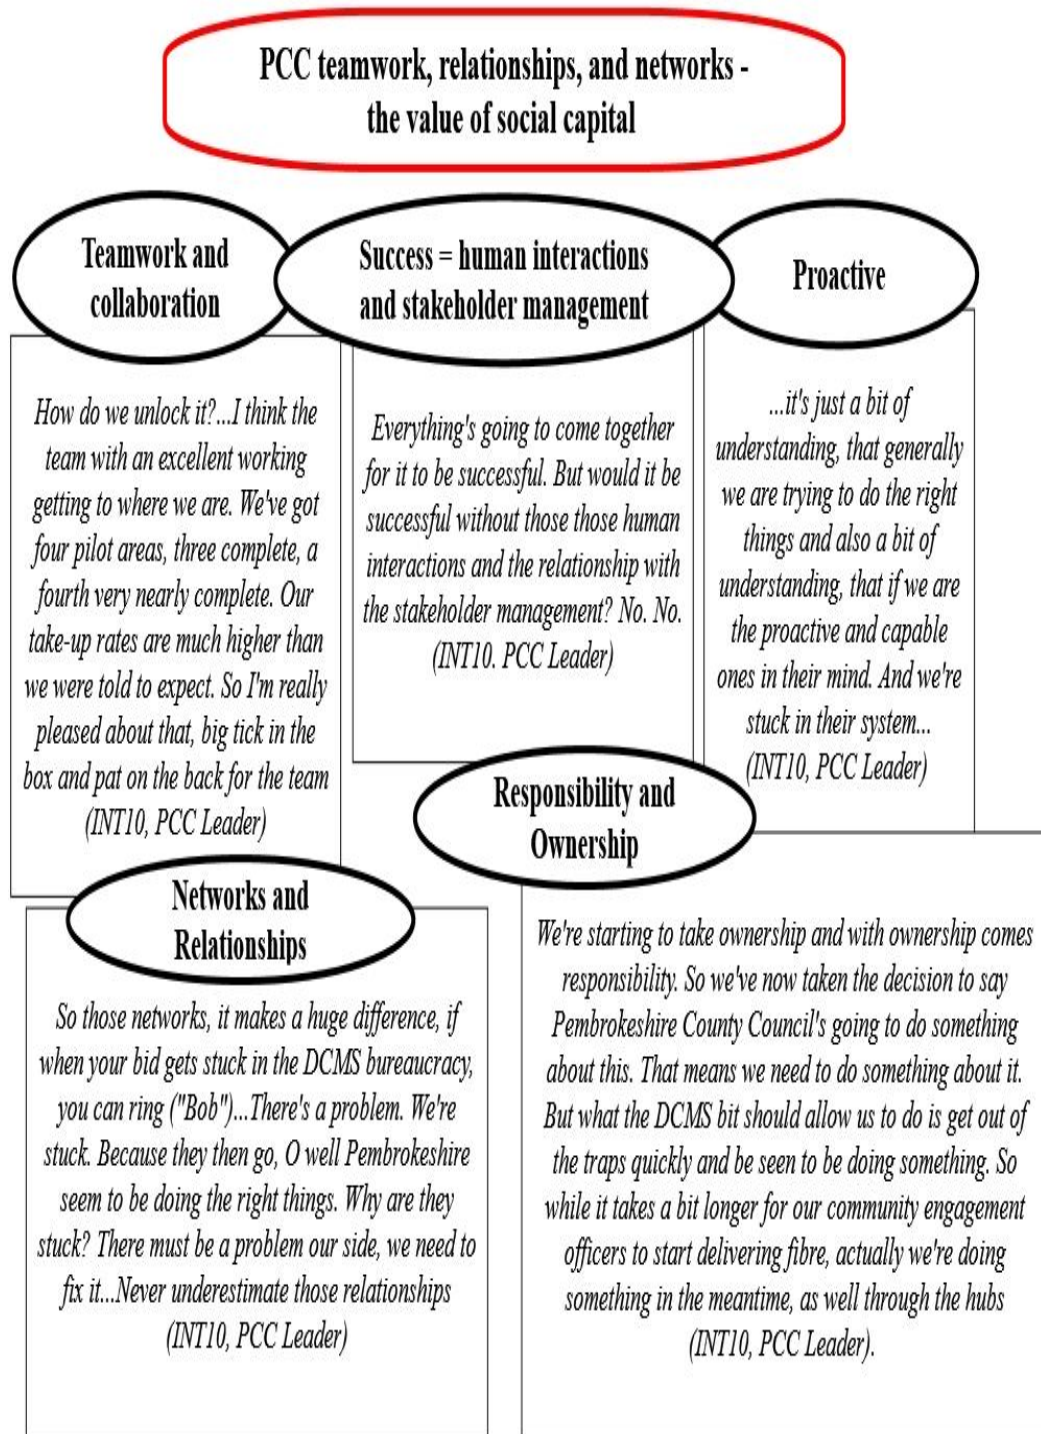 PCC teamwork, relationships, and networks -
the value of social capital
Teamwork and
collaboration
How do we unlock it?...I think the
team with an excellent working
getting to where we are. We've got
four pilot areas, three complete, a
fourth very nearly complete. Our
take-up rates are much higher than
we were told to expect. So I'm really
pleased about that, big tick in the
box and pat on the back for the team
(INT10, PCC Leader)
Success = human interactions
and stakeholder management
Everything's going to come together
for it to be successful. But would it be
successful without those those human
interactions and the relationship with
the stakeholder management? No. No.
(INT10. PCC Leader)
Proactive
...it's just a bit of
understanding, that generally
we are trying to do the right
things and also a bit of
understanding, that if we are
the proactive and capable
ones in their mind. And we're
stuck in their system...
(INT10, PCC Leader)
Networks and
Relationships
So those networks, it makes a huge difference, if
when your bid gets stuck in the DCMS bureaucracy,
you can ring ("Bob")...There's a problem. We're
stuck. Because they then go, O well Pembrokeshire
seem to be doing the right things. Why are they
stuck? There must be a problem our side, we need to
fix it...Never underestimate those relationships
(INT10, PCC Leader)
Responsibility and
Ownership
We're starting to take ownership and with ownership comes
responsibility. So we've now taken the decision to say
Pembrokeshire County Council's going to do something
about this. That means we need to do something about it.
But what the DCMS bit should allow us to do is get out of
the traps quickly and be seen to be doing something. So
while it takes a bit longer for our community engagement
officers to start delivering fibre, actually we're doing
something in the meantime, as well through the hubs
(INT10, PCC Leader).